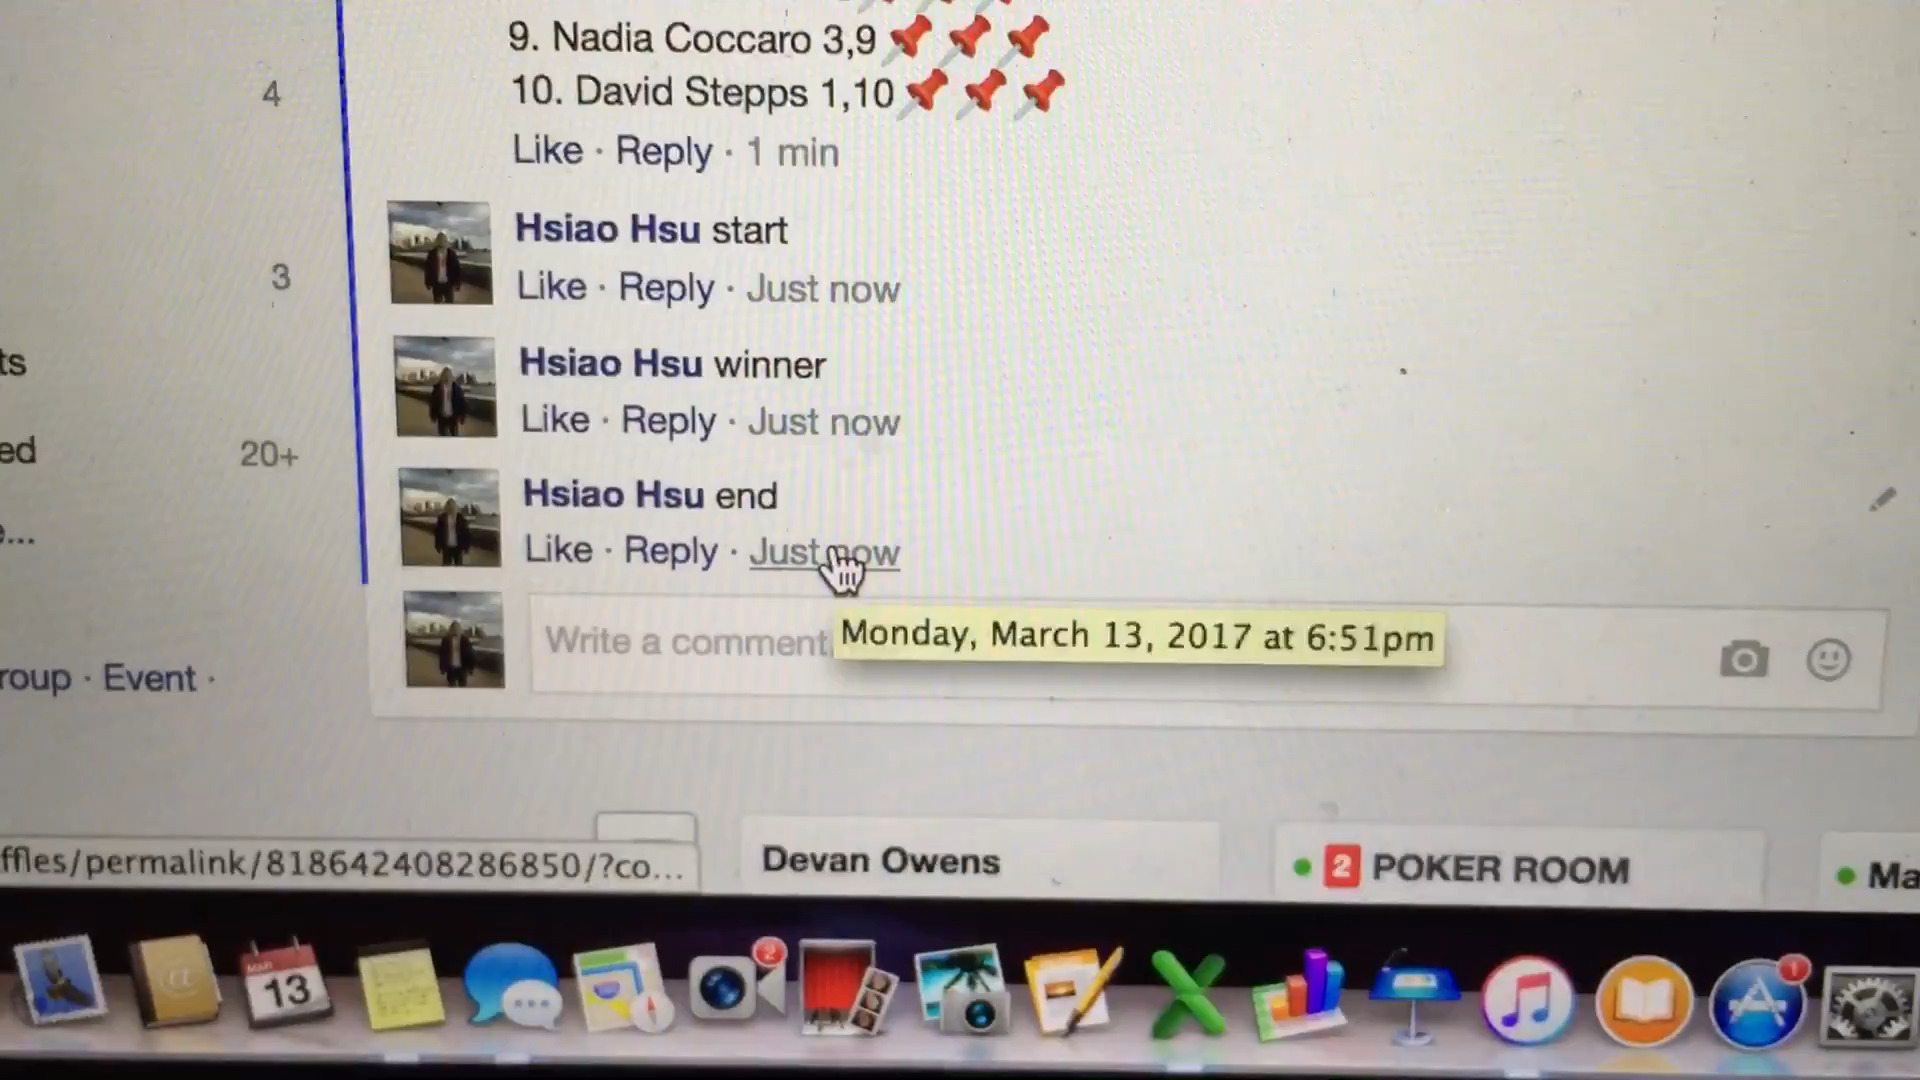 9. Nadia Coccaro 3,9
10. David Stepps 1,10
4
Like · Reply · 1 min
Hsiao Hsu start
3
Like · Reply · Just now
ts
Hsiao Hsu winner
Like · Reply · Just now
ed
20+
Hsiao Hsu end
e...
Like · Reply · Just now
Write a comment
Monday, March 13, 2017 at 6:51pm
roup · Event ·
ffles/permalink/818642408286850/?co...
Devan Owens
2 POKER ROOM
Ma
MAR
13
@
2
1